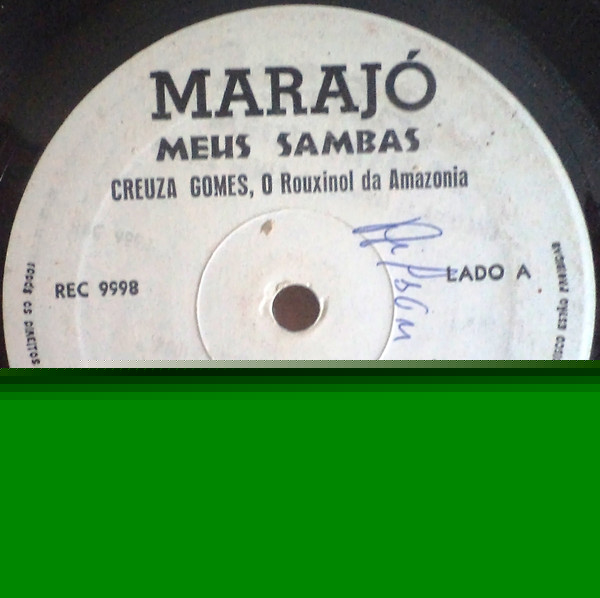 MARAJÓ
MEUS SAMBAS
CREUZA GOMES, O Rouxinol da Amazonia
REC 9998
LADO A